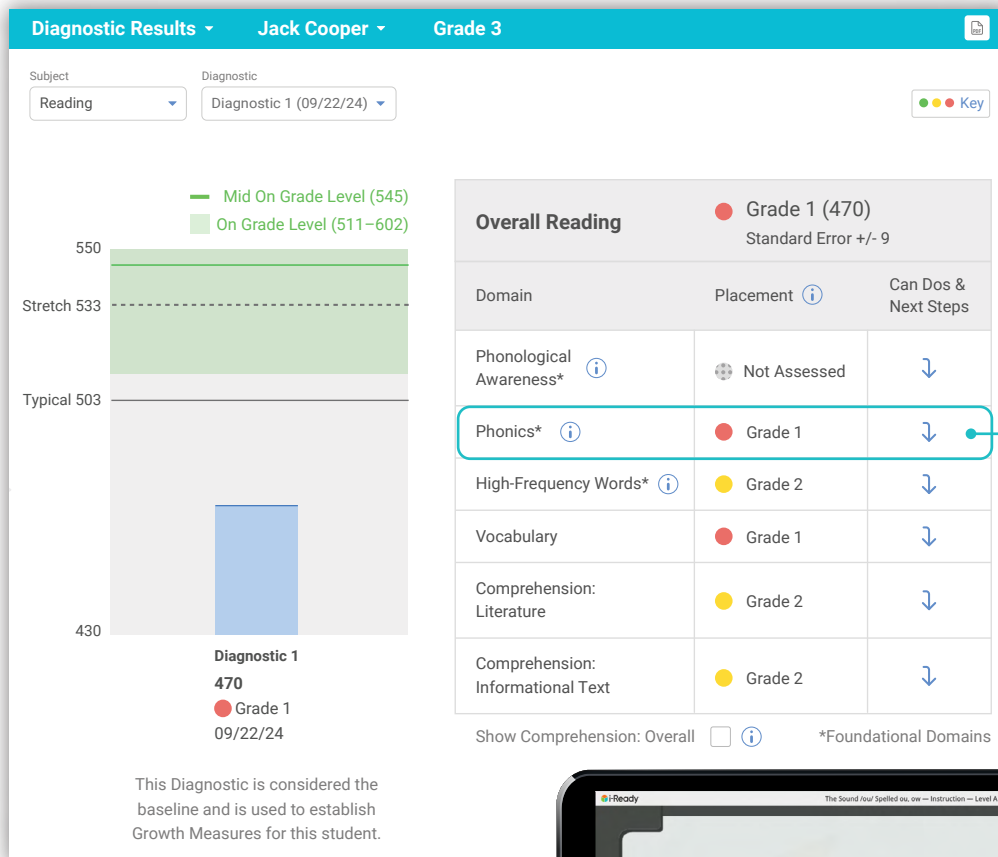 Diagnostic Results
Jack Cooper
Grade 3
PDF
Subject
Diagnostic
Reading
Diagnostic 1 (09/22/24)
Key
Mid On Grade Level (545)
On Grade Level (511–602)
550
Stretch 533
Typical 503
430
Diagnostic 1
470
Grade 1
09/22/24
This Diagnostic is considered the
baseline and is used to establish
Growth Measures for this student.
Overall Reading
Grade 1 (470)
Standard Error +/- 9
Domain
Placement i
Can Dos &
Next Steps
Phonological
Awareness* i
Not Assessed
Phonics* i
Grade 1
High-Frequency Words* i
Grade 2
Vocabulary
Grade 1
Comprehension:
Literature
Grade 2
Comprehension:
Informational Text
Grade 2
Show Comprehension: Overall i
*Foundational Domains
i-Ready
The Sound /ou/ Spelled ou, ow — Instruction — Level A